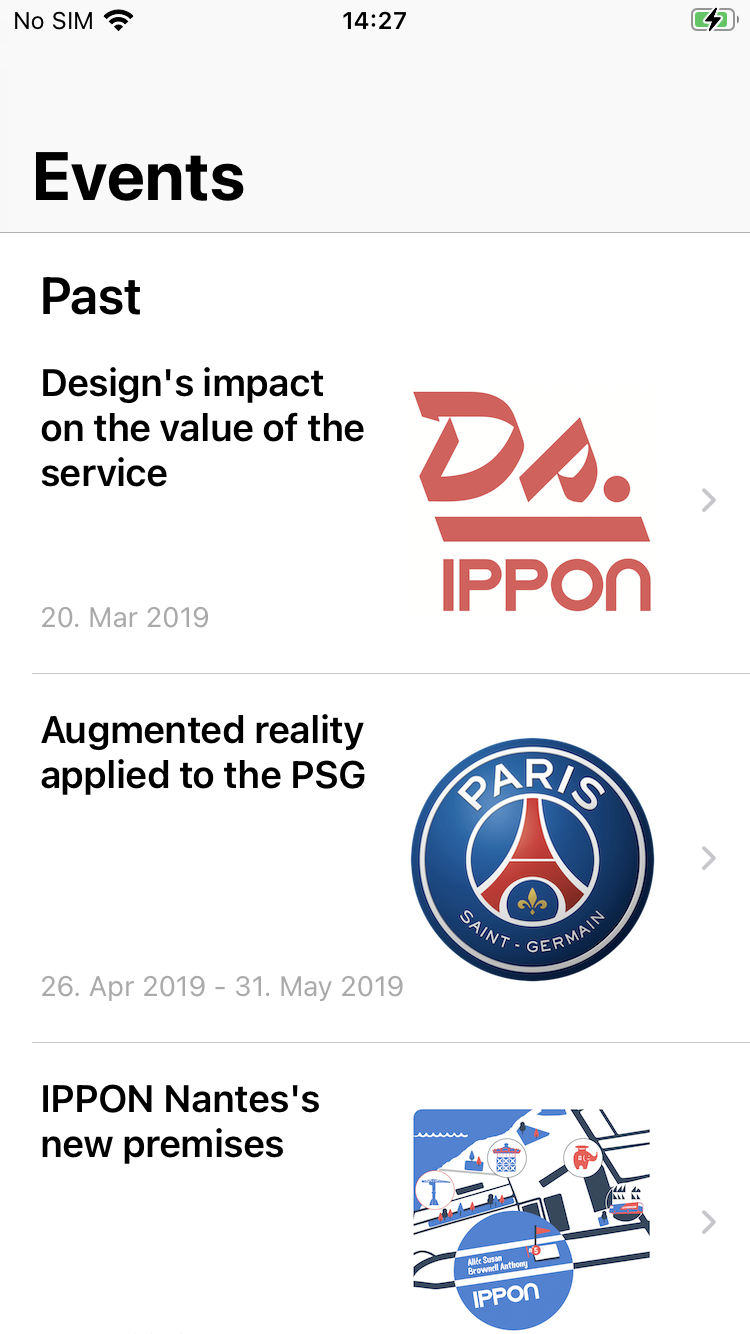 No SIM 14:27
Events
Past
Design's impact
on the value of the
service
Ds.
IPPON
20. Mar 2019
Augmented reality
applied to the PSG
PARIS
SAINT - GERMAIN
26. Apr 2019 - 31. May 2019
IPPON Nantes's
new premises
#5
Allée Susan
Brownell Anthony
IPPON